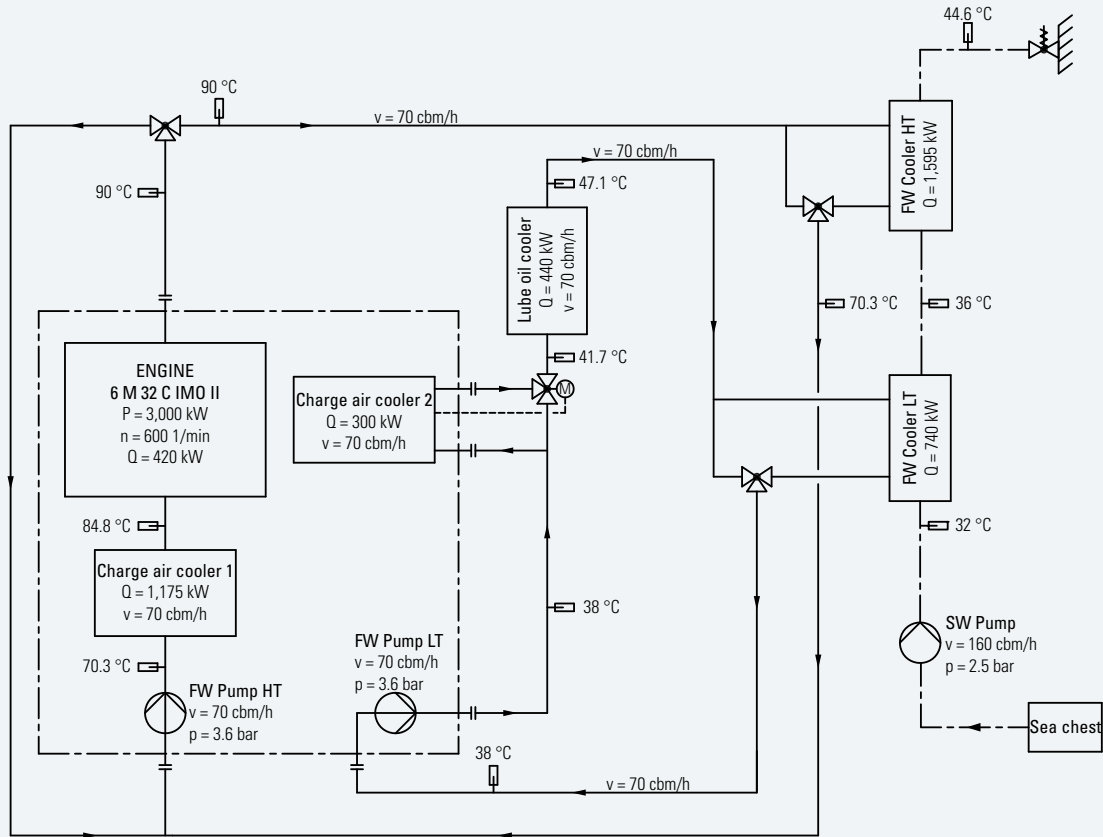 44.6 °C
90 °C
v = 70 cbm/h
v = 70 cbm/h
90 °C
47.1 °C
FW Cooler HT
Q = 1,595 kW
Lube oil cooler
Q = 440 kW
v = 70 cbm/h
70.3 °C
36 °C
41.7 °C
ENGINE
6 M 32 C IMO II
P = 3,000 kW
n = 600 1/min
Q = 420 kW
Charge air cooler 2
Q = 300 kW
v = 70 cbm/h
M
FW Cooler LT
Q = 740 kW
84.8 °C
32 °C
Charge air cooler 1
Q = 1,175 kW
v = 70 cbm/h
38 °C
SW Pump
v = 160 cbm/h
p = 2.5 bar
FW Pump LT
v = 70 cbm/h
p = 3.6 bar
70.3 °C
FW Pump HT
v = 70 cbm/h
p = 3.6 bar
Sea chest
38 °C
v = 70 cbm/h